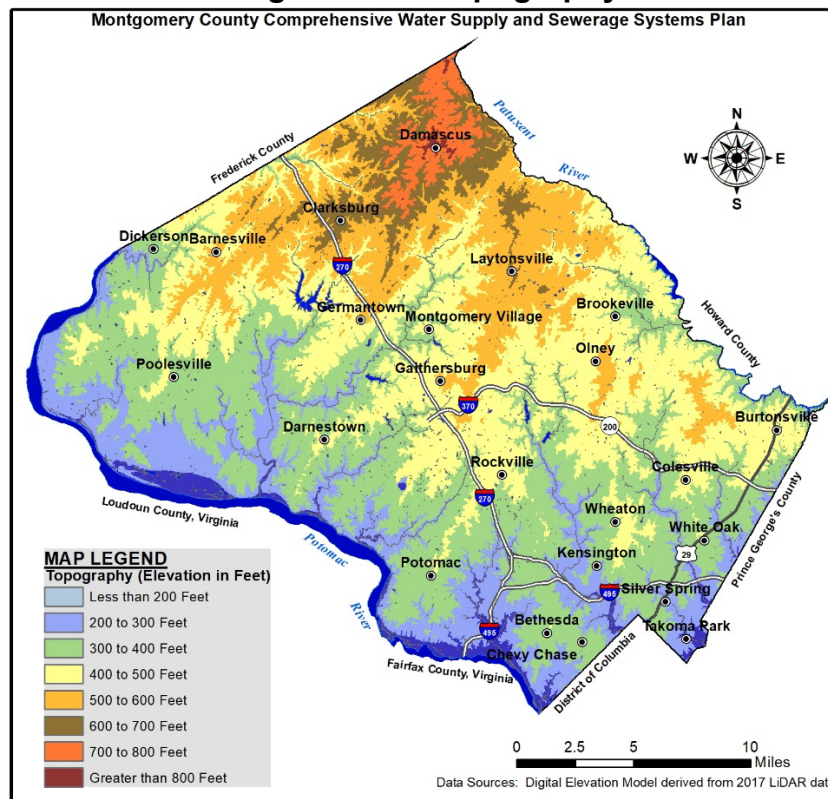 Montgomery County Comprehensive Water Supply and Sewerage Systems Plan
Patuxent
River
N
W
E
S
Frederick County
Damascus
Clarksburg
Dickerson
Barnesville
270
Laytonsville
Germantown
Montgomery Village
Brookeville
Howard County
Olney
Poolesville
Gaithersburg
370
Burtonsville
Darnestown
200
Rockville
Colesville
270
Wheaton
White Oak
Prince George's County
Loudoun County, Virginia
Potomac
River
Kensington
29
Potomac
Silver Spring
495
Bethesda
495
Takoma Park
Chevy Chase
Fairfax County, Virginia
District of Columbia
MAP LEGEND
Topography (Elevation in Feet)
Less than 200 Feet
200 to 300 Feet
300 to 400 Feet
400 to 500 Feet
500 to 600 Feet
600 to 700 Feet
700 to 800 Feet
Greater than 800 Feet
0 2.5 5 10
Miles
Data Sources: Digital Elevation Model derived from 2017 LiDAR dat